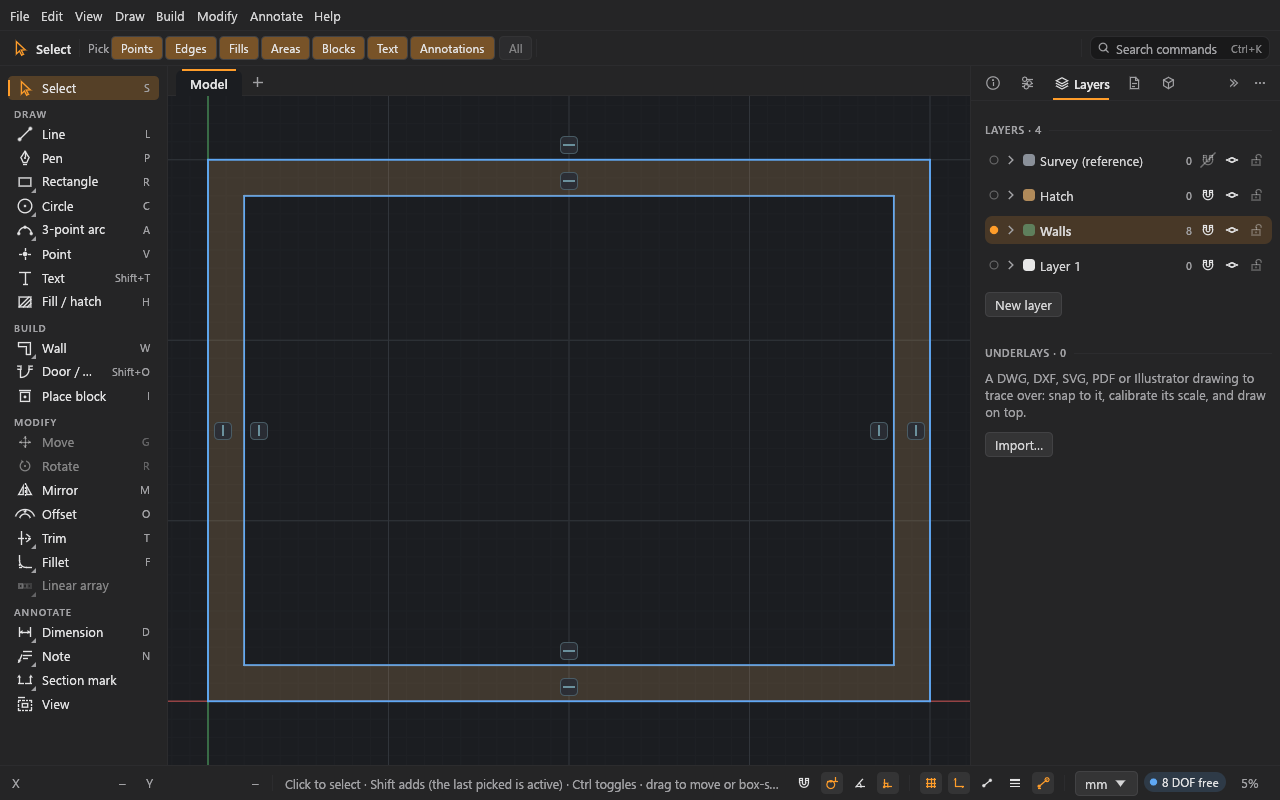 File Edit View Draw Build Modify Annotate Help
Select Pick Points Edges Fills Areas Blocks Text Annotations All Search commands Ctrl+K
Select S
Model +
Layers
DRAW
Line L
Pen P
Rectangle R
Circle C
3-point arc A
Point V
Text Shift+T
Fill / hatch H
BUILD
Wall W
Door / ... Shift+O
Place block I
MODIFY
Move G
Rotate R
Mirror M
Offset O
Trim T
Fillet F
Linear array
ANNOTATE
Dimension D
Note N
Section mark
View
LAYERS · 4
Survey (reference) 0
Hatch 0
Walls 8
Layer 1 0
New layer
UNDERLAYS · 0
A DWG, DXF, SVG, PDF or Illustrator drawing to
trace over: snap to it, calibrate its scale, and draw
on top.
Import...
X – Y – Click to select · Shift adds (the last picked is active) · Ctrl toggles · drag to move or box-s... mm 8 DOF free 5%